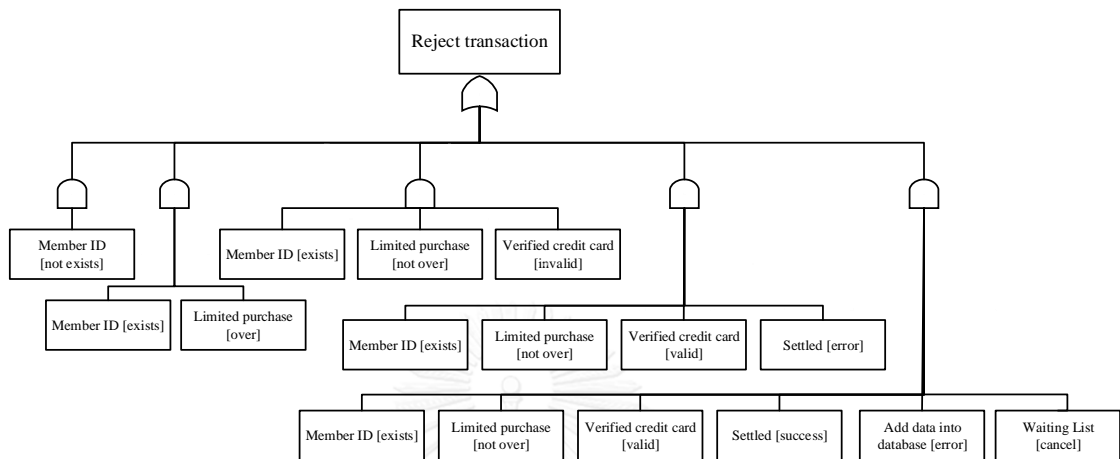 Reject transaction
Member ID
[not exists]
Member ID [exists]
Limited purchase
[over]
Member ID [exists]
Limited purchase
[not over]
Verified credit card
[invalid]
Member ID [exists]
Limited purchase
[not over]
Verified credit card
[valid]
Settled [error]
Member ID [exists]
Limited purchase
[not over]
Verified credit card
[valid]
Settled [success]
Add data into
database [error]
Waiting List
[cancel]